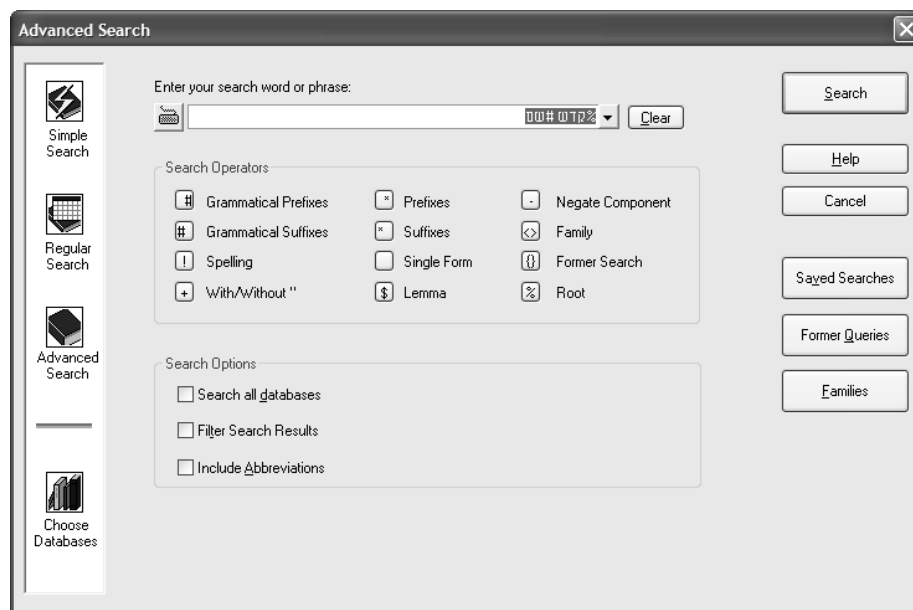 Advanced Search
Simple
Search
Regular
Search
Advanced
Search
Choose
Databases
Enter your search word or phrase:
%קדש #שם
Clear
Search Operators
# Grammatical Prefixes
* Prefixes
- Negate Component
# Grammatical Suffixes
* Suffixes
<> Family
! Spelling
Single Form
{} Former Search
+ With/Without "
$ Lemma
% Root
Search Options
Search all databases
Filter Search Results
Include Abbreviations
Search
Help
Cancel
Saved Searches
Former Queries
Families